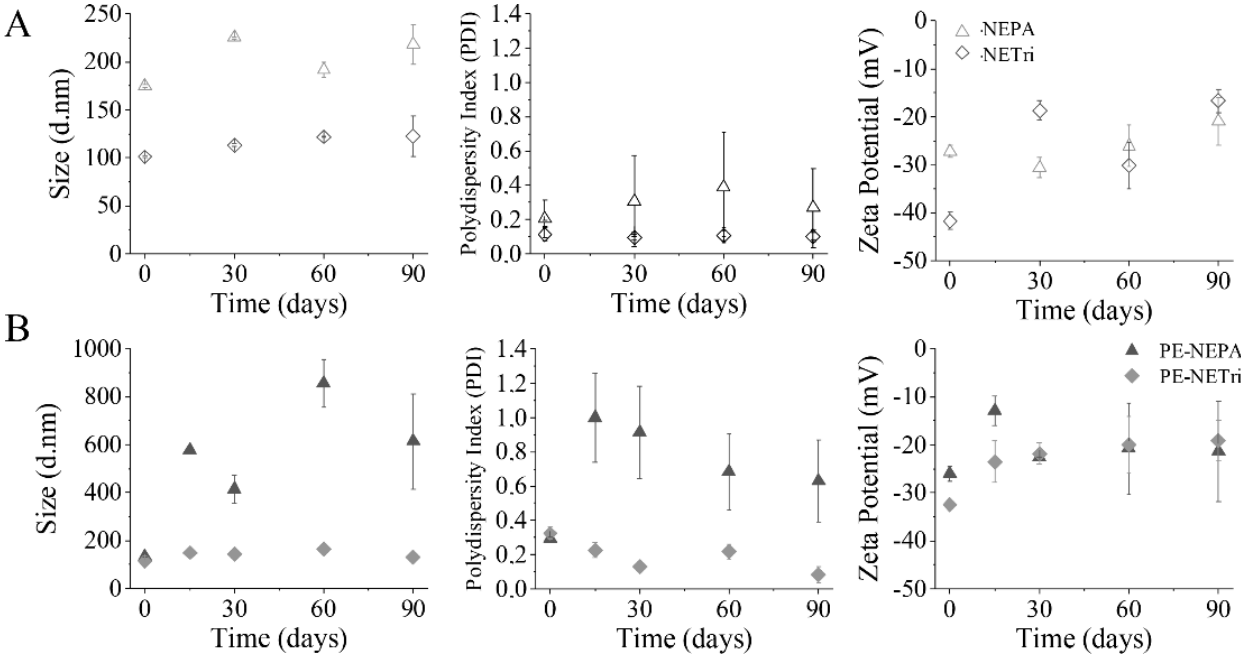 A
250
200
150
100
50
0
Size (d.nm)
0 30 60 90
Time (days)
1.4
1.2
1.0
0.8
0.6
0.4
0.2
0.0
Polydispersity Index (PDI)
0 30 60 90
Time (days)
0
-10
-20
-30
-40
-50
Zeta Potential (mV)
-NEPA
-NETri
0 30 60 90
Time (days)
B
1000
800
600
400
200
0
Size (d.nm)
0 30 60 90
Time (days)
1.4
1.2
1.0
0.8
0.6
0.4
0.2
0.0
Polydispersity Index (PDI)
0 30 60 90
Time (days)
0
-10
-20
-30
-40
-50
Zeta Potential (mV)
PE-NEPA
PE-NETri
0 30 60 90
Time (days)